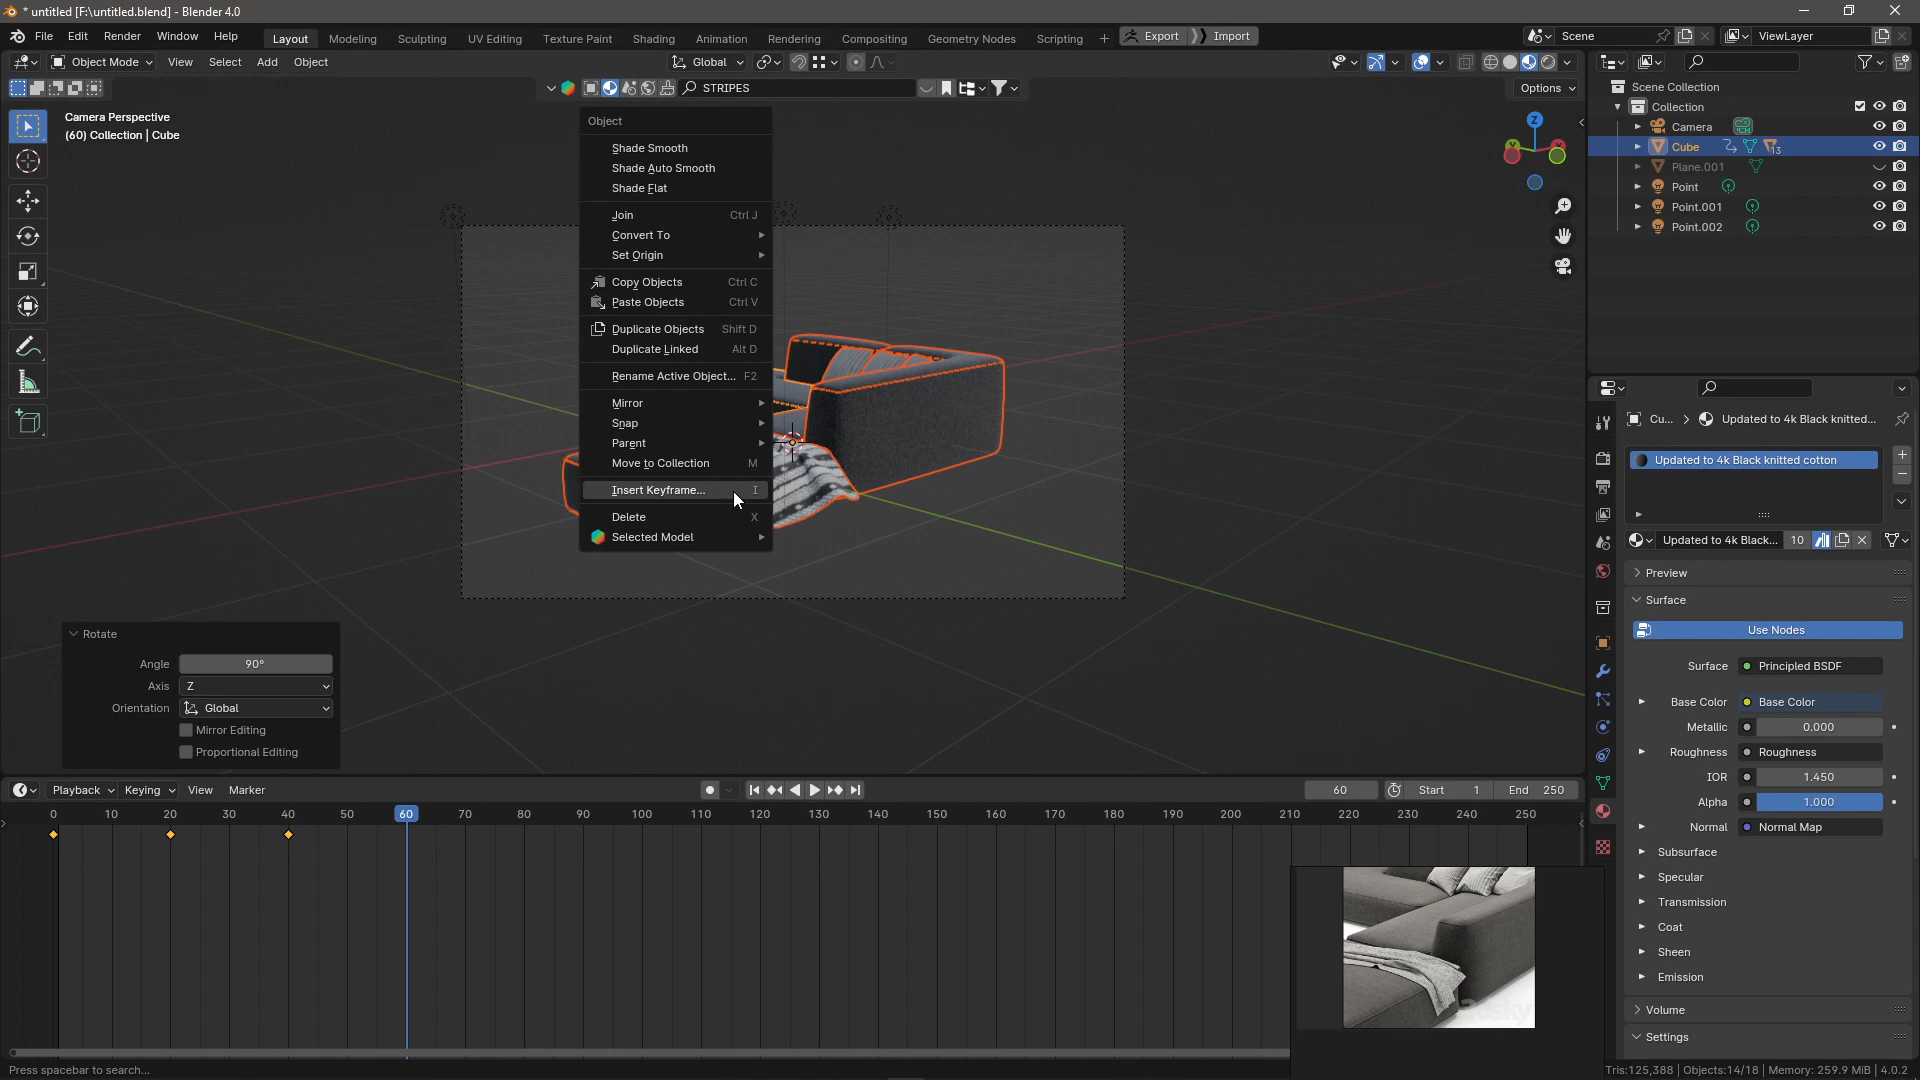 * untitled [F:\untitled.blend] - Blender 4.0
File Edit Render Window Help
Layout Modeling Sculpting UV Editing Texture Paint Shading Animation Rendering Compositing Geometry Nodes Scripting +
Export Import
Scene
ViewLayer
Object Mode View Select Add Object
Global
STRIPES
Options
Camera Perspective
(60) Collection | Cube
Z
Object
Shade Smooth
Shade Auto Smooth
Shade Flat
Join Ctrl J
Convert To
Set Origin
Copy Objects Ctrl C
Paste Objects Ctrl V
Duplicate Objects Shift D
Duplicate Linked Alt D
Rename Active Object... F2
Mirror
Snap
Parent
Move to Collection M
Insert Keyframe... I
Delete X
Selected Model
Scene Collection
Collection
Camera
Cube 13
Plane.001
Point
Point.001
Point.002
Cu... > Updated to 4k Black knitted...
Updated to 4k Black knitted cotton
Updated to 4k Black... 10
Preview
Surface
Use Nodes
Surface Principled BSDF
Base Color Base Color
Metallic 0.000
Roughness Roughness
IOR 1.450
Alpha 1.000
Normal Normal Map
Subsurface
Specular
Transmission
Coat
Sheen
Emission
Volume
Settings
Rotate
Angle 90°
Axis Z
Orientation Global
Mirror Editing
Proportional Editing
Playback Keying View Marker
60 Start 1 End 250
0 10 20 30 40 50 60 70 80 90 100 110 120 130 140 150 160 170 180 190 200 210 220 230 240 250
Press spacebar to search...
Tris:125,388 | Objects:14/18 | Memory: 259.9 MiB | 4.0.2